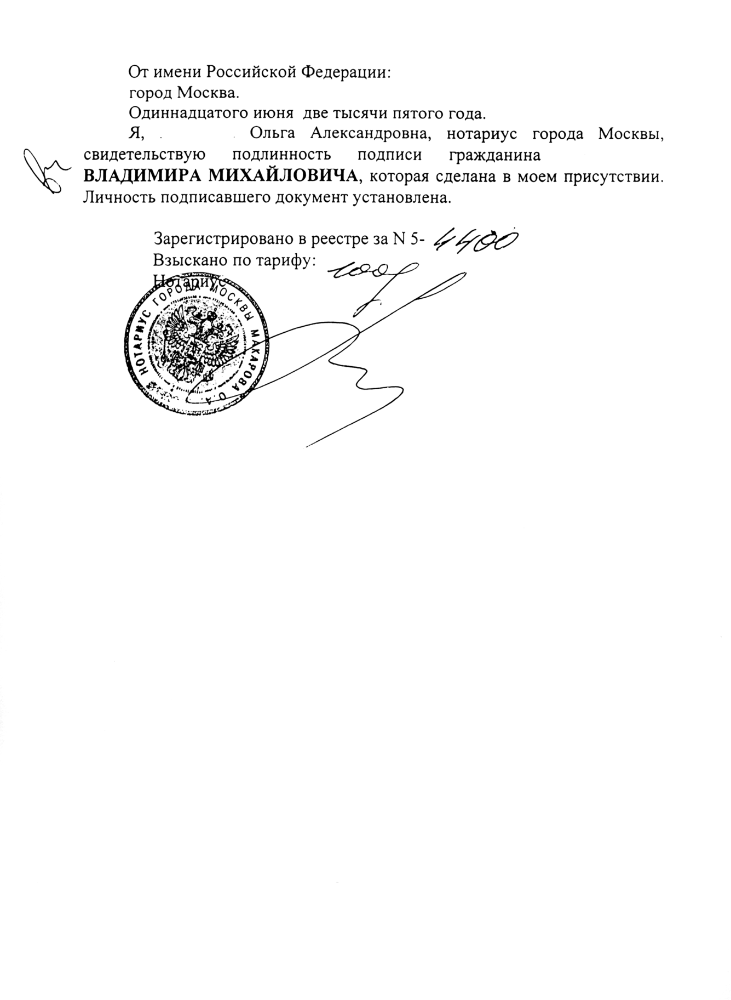 От имени Российской Федерации:
город Москва.
Одиннадцатого июня две тысячи пятого года.
Я, Ольга Александровна, нотариус города Москвы,
свидетельствую подлинность подписи гражданина
ВЛАДИМИРА МИХАЙЛОВИЧА, которая сделана в моем присутствии.
Личность подписавшего документ установлена.
Зарегистрировано в реестре за N 5- 4400
Взыскано по тарифу: 100р
Нотариус
НОТАРИУС ГОРОДА МОСКВЫ МАКАРОВА О.А